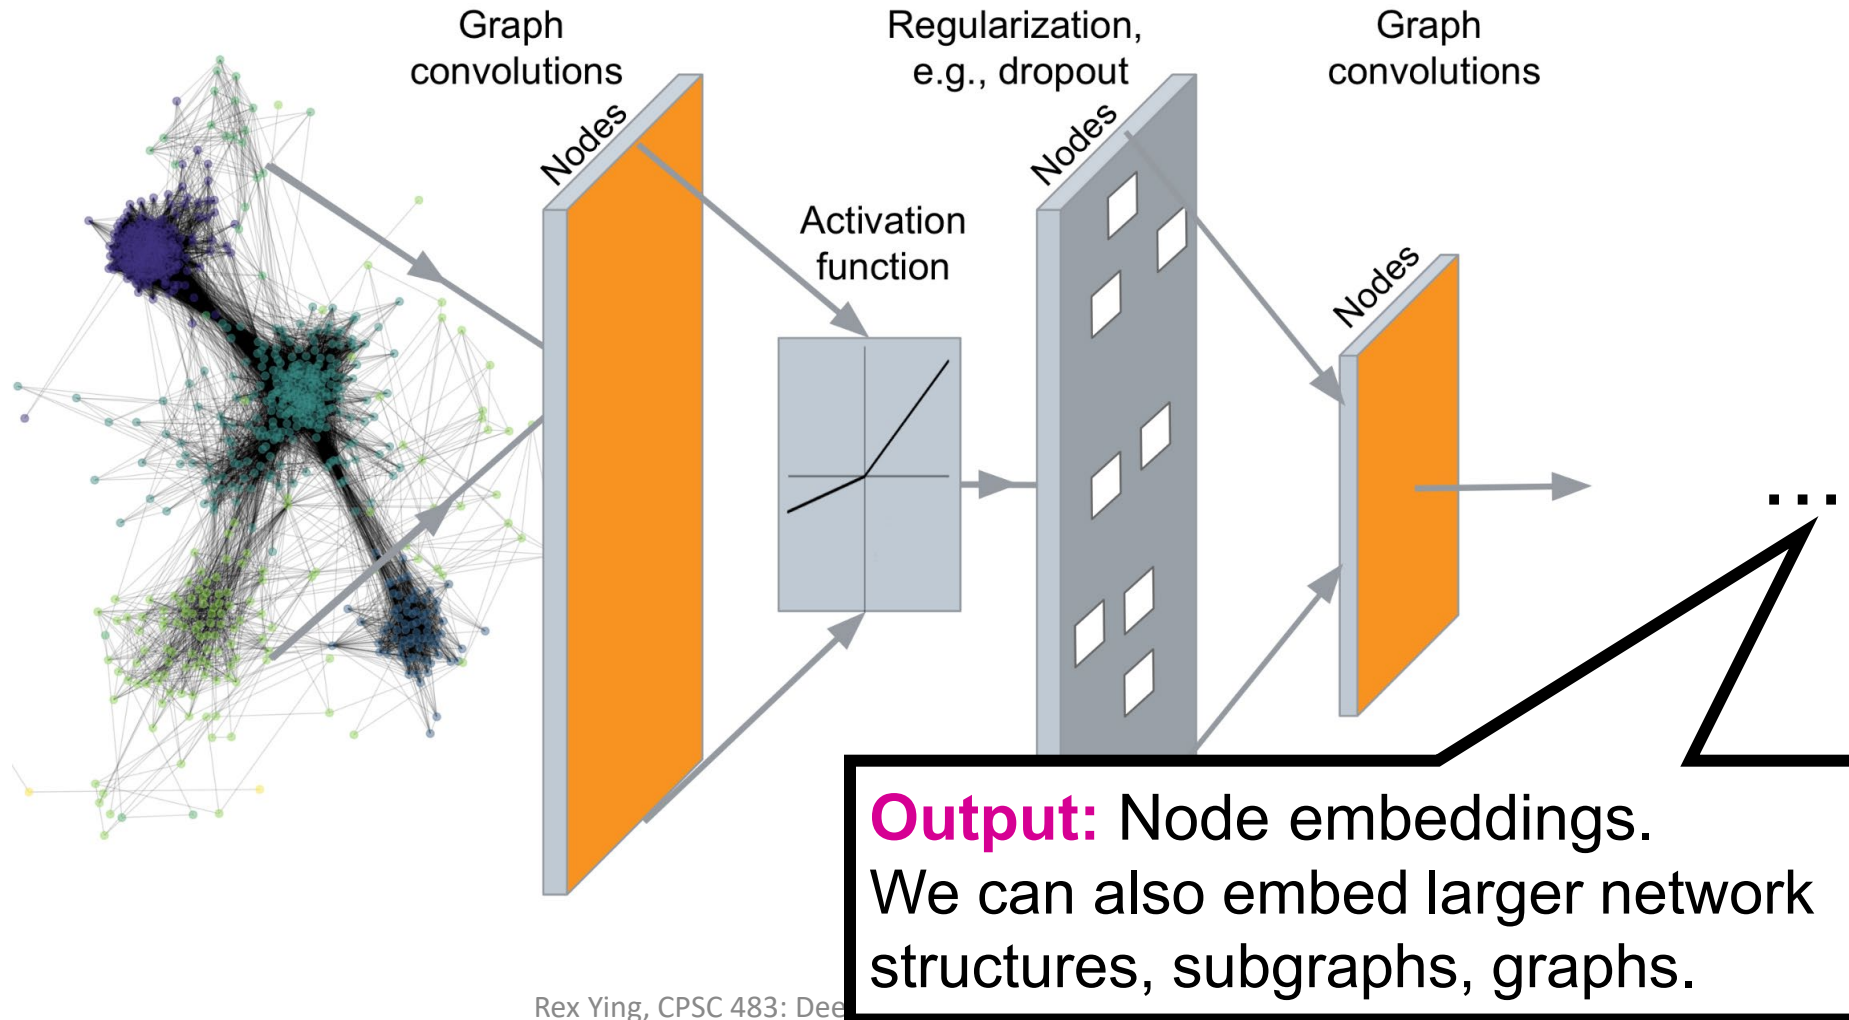 Graph
convolutions
Regularization,
e.g., dropout
Graph
convolutions
Nodes
Nodes
Activation
function
Nodes
...
Output: Node embeddings.
We can also embed larger network
structures, subgraphs, graphs.
Rex Ying, CPSC 483: Dee